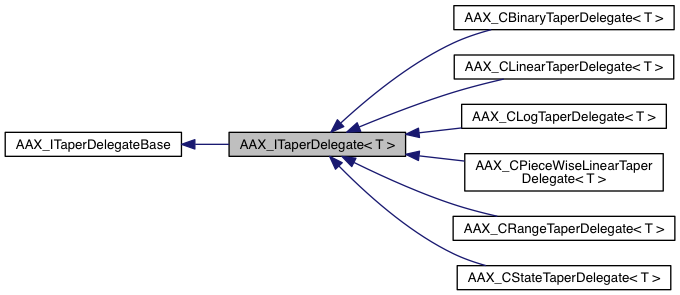 AAX_CBinaryTaperDelegate< T >
AAX_CLinearTaperDelegate< T >
AAX_CLogTaperDelegate< T >
AAX_ITaperDelegateBase
AAX_ITaperDelegate< T >
AAX_CPieceWiseLinearTaper
Delegate< T >
AAX_CRangeTaperDelegate< T >
AAX_CStateTaperDelegate< T >